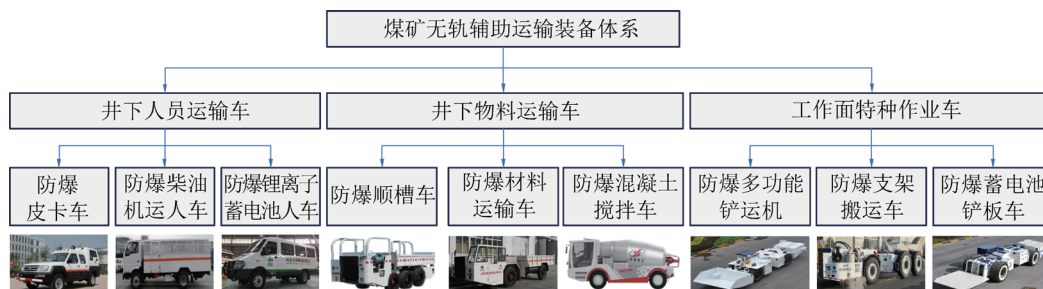 煤矿无轨辅助运输装备体系
井下人员运输车
井下物料运输车
工作面特种作业车
防爆
皮卡车
防爆柴油
机运人车
防爆锂离子
蓄电池人车
防爆顺槽车
防爆材料
运输车
防爆混凝土
搅拌车
防爆多功能
铲运机
防爆支架
搬运车
防爆蓄电池
铲板车